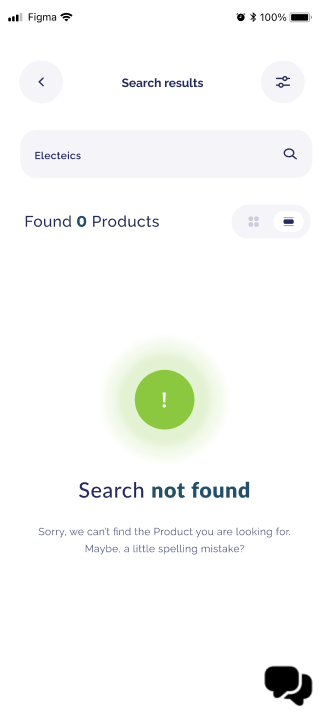 Figma
100%
Search results
Electeics
Found 0 Products
!
Search not found
Sorry, we can't find the Product you are looking for.
Maybe, a little spelling mistake?